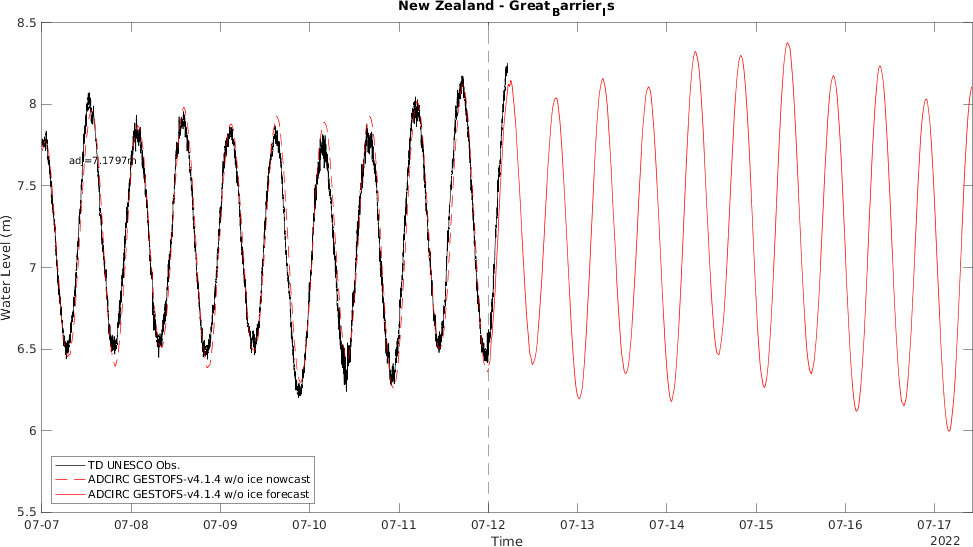 New Zealand - Great_Barrier_Is
8.5
8
7.5
7
6.5
6
5.5
Water Level (m)
adj=7.1797m
TD UNESCO Obs.
ADCIRC GESTOFS-v4.1.4 w/o ice nowcast
ADCIRC GESTOFS-v4.1.4 w/o ice forecast
07-07 07-08 07-09 07-10 07-11 07-12 07-13 07-14 07-15 07-16 07-17
Time
2022